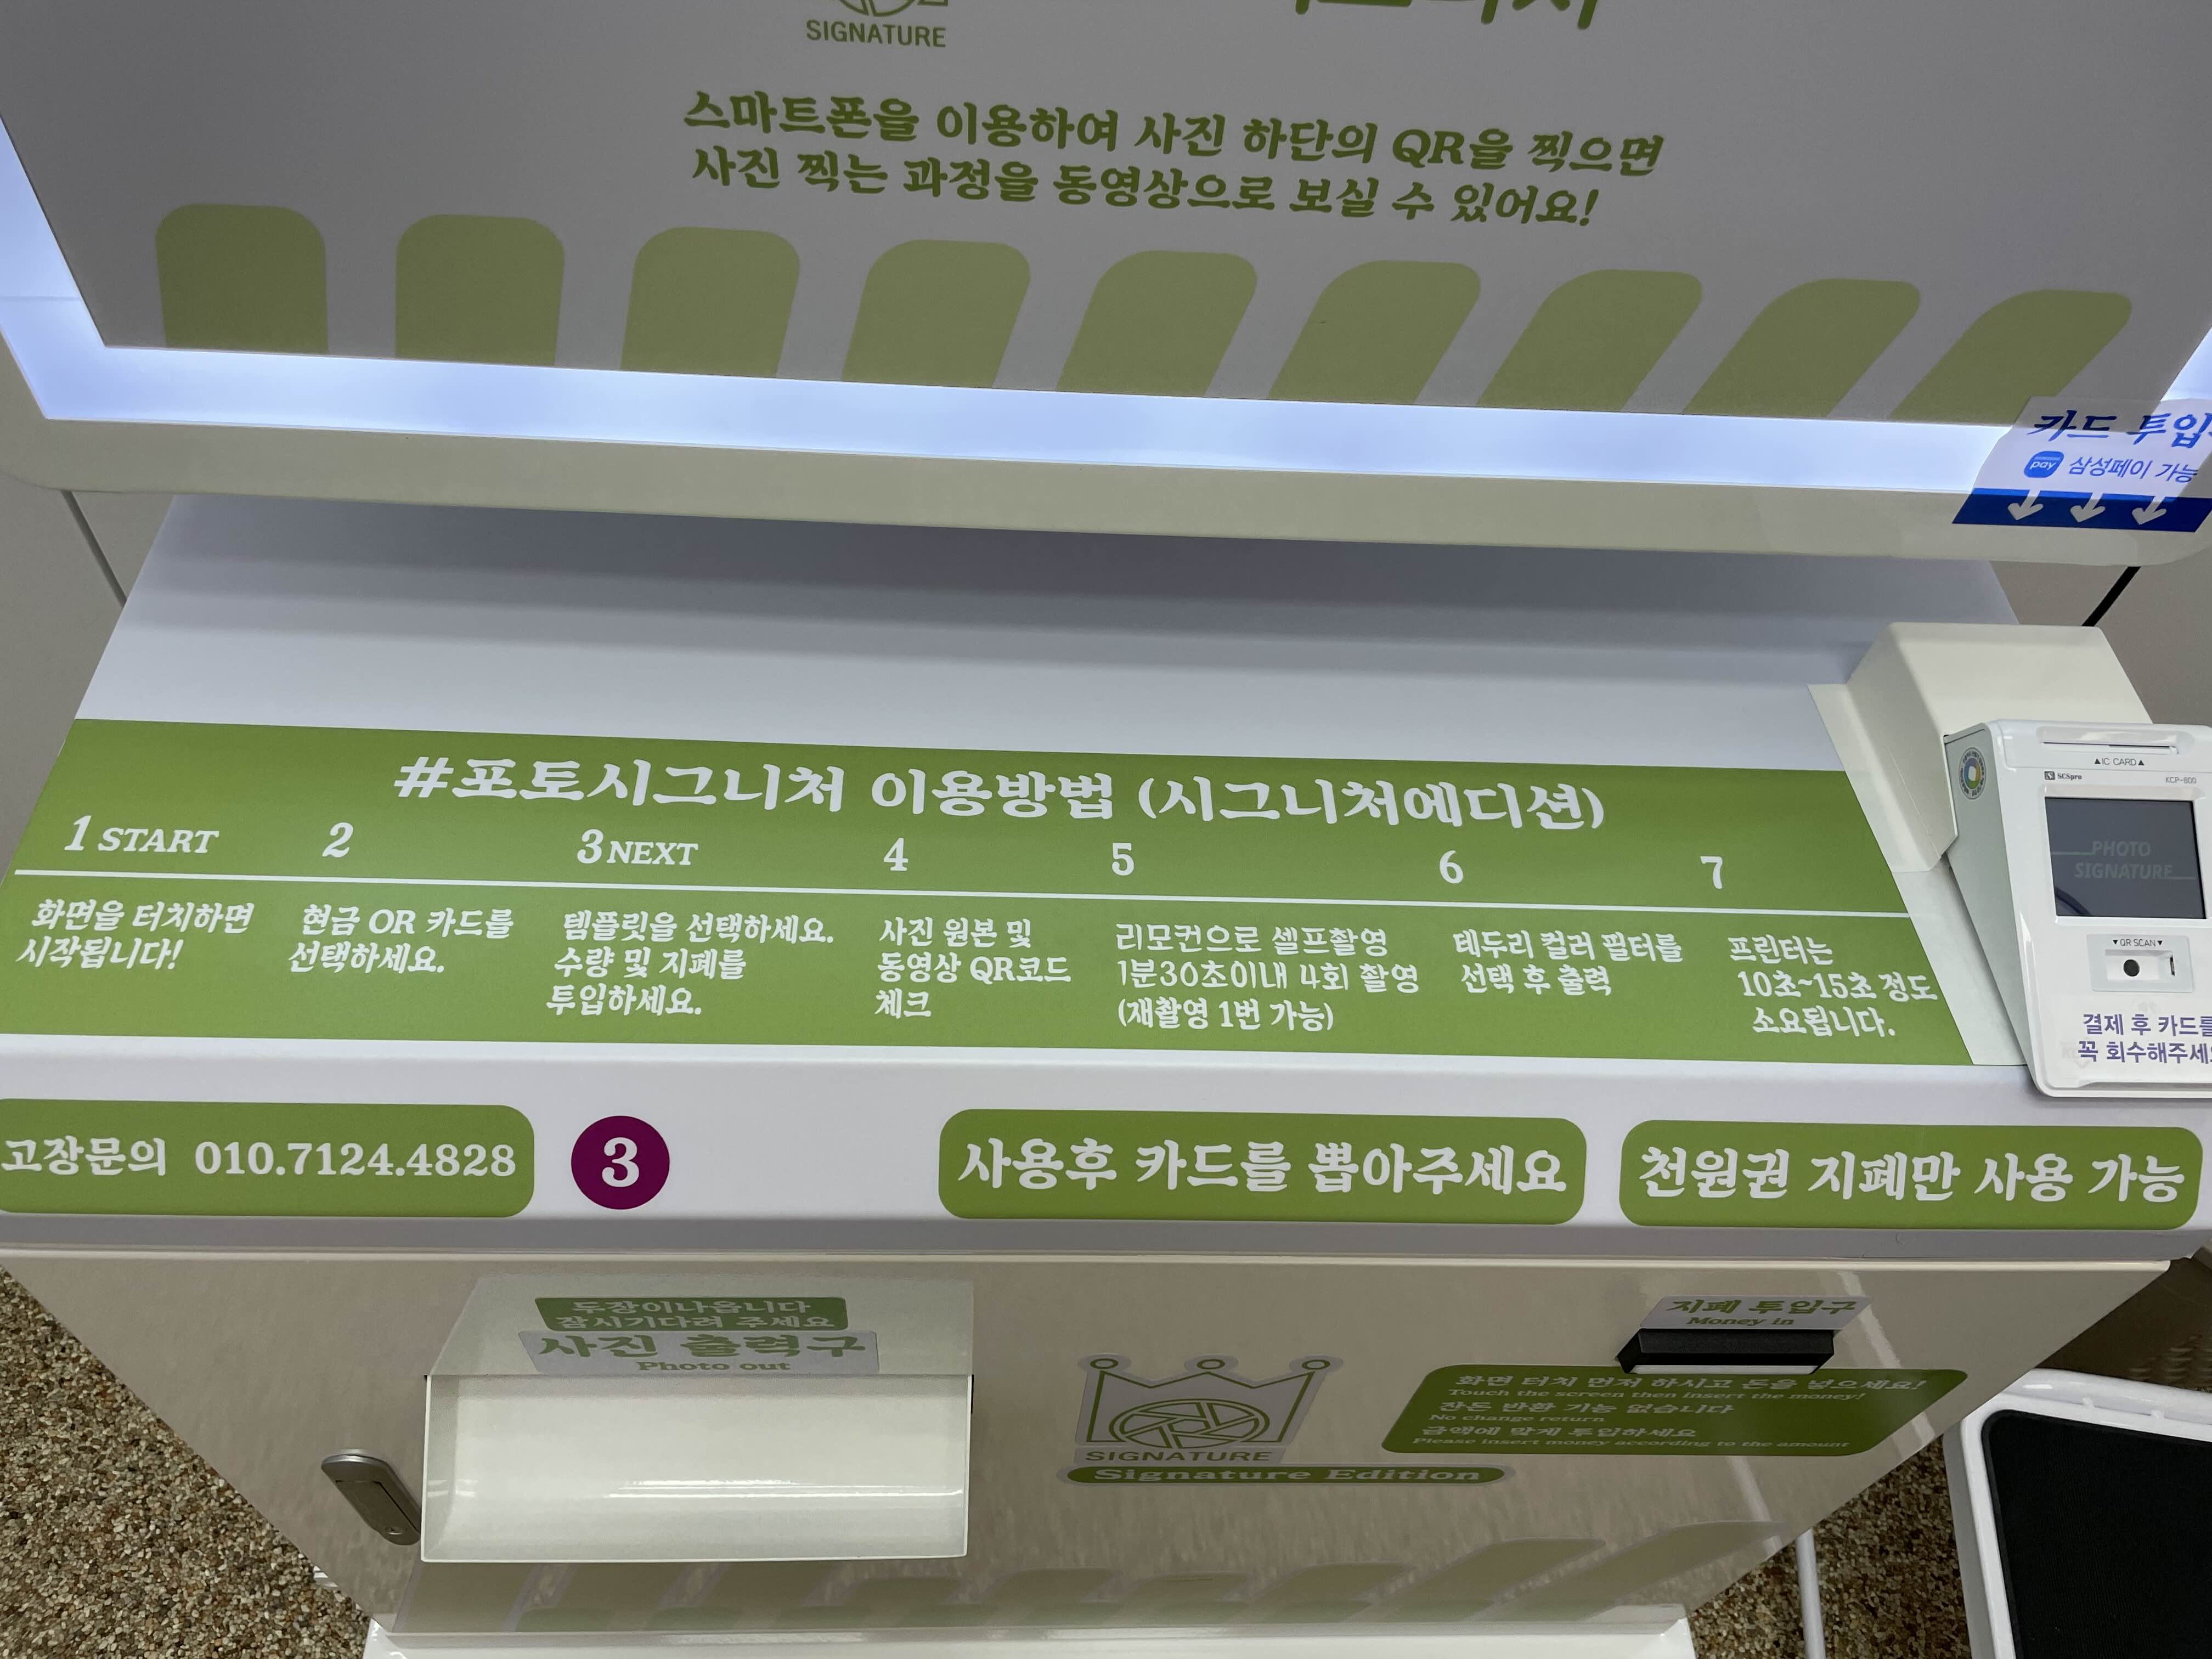 SIGNATURE
스마트폰을 이용하여 사진 하단의 QR을 찍으면
사진 찍는 과정을 동영상으로 보실 수 있어요!
카드 투입
pay 삼성페이 가능
#포토시그니처 이용방법 (시그니처에디션)
1 START
화면을 터치하면
시작됩니다!
2
현금 OR 카드를
선택하세요.
3 NEXT
템플릿을 선택하세요.
수량 및 지폐를
투입하세요.
4
사진 원본 및
동영상 QR코드
체크
5
리모컨으로 셀프촬영
1분30초이내 4회 촬영
(재촬영 1번 가능)
6
테두리 컬러 필터를
선택 후 출력
7
프린터는
10초~15초 정도
소요됩니다.
▲IC CARD▲
SCSpro
KCP-800
PHOTO
SIGNATURE
▼QR SCAN▼
결제 후 카드를
꼭 회수해주세
고장문의 010.7124.4828
3
사용후 카드를 뽑아주세요
천원권 지폐만 사용 가능
두장이나옵니다
잠시기다려 주세요
사진 출력구
Photo out
지폐 투입구
Money in
화면 터치 먼저 하시고 돈을 넣으세요!
Touch the screen then insert the money!
잔돈 반환 기능 없습니다
No change return
금액에 맞게 투입하세요
Please insert money according to the amount
SIGNATURE
Signature Edition